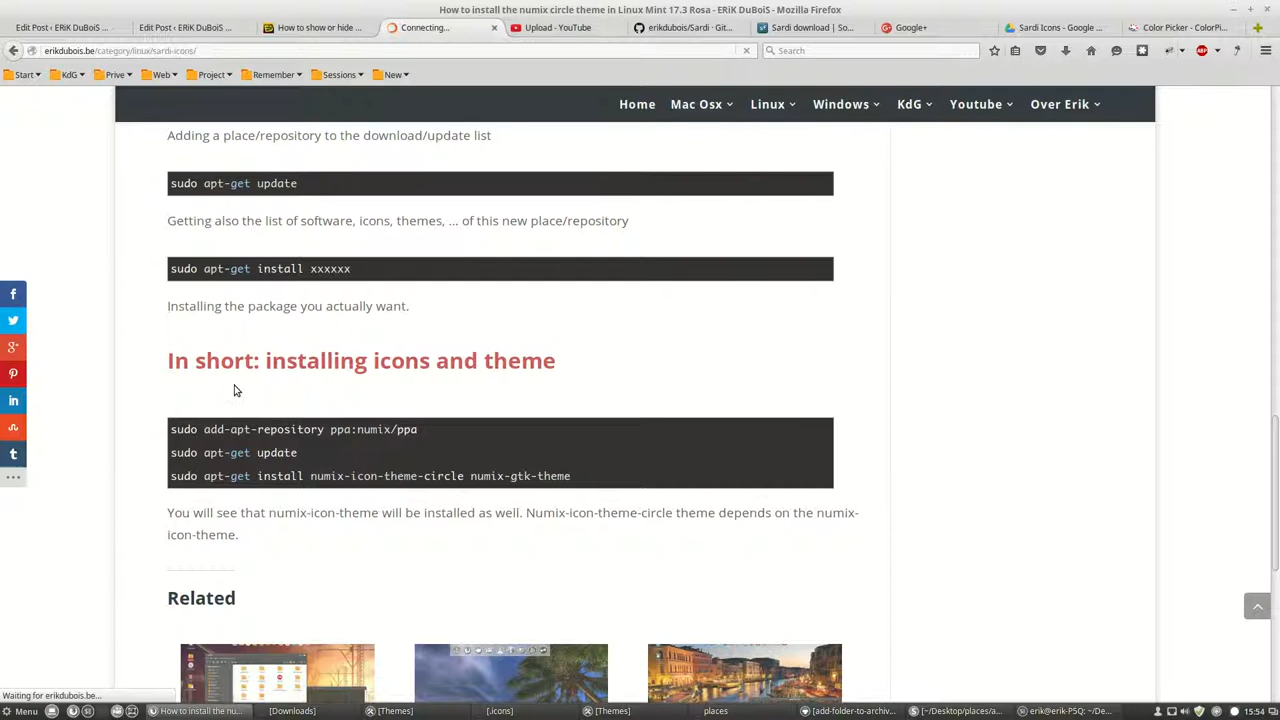 How to install the numix circle theme in Linux Mint 17.3 Rosa - ERiK DuBoiS - Mozilla Firefox
Edit Post ‹ ERiK DuBoiS ...
Edit Post ‹ ERiK DuBoiS ...
How to show or hide ...
Connecting...
Upload - YouTube
erikdubois/Sardi · Git...
Sardi download | So...
Google+
Sardi Icons - Google ...
Color Picker - ColorPi...
erikdubois.be/category/linux/sardi-icons/
Search
Start
KdG
Prive
Web
Project
Remember
Sessions
New
Home
Mac Osx
Linux
Windows
KdG
Youtube
Over Erik
Adding a place/repository to the download/update list
sudo apt-get update
Getting also the list of software, icons, themes, ... of this new place/repository
sudo apt-get install xxxxxx
Installing the package you actually want.
In short: installing icons and theme
sudo add-apt-repository ppa:numix/ppa
sudo apt-get update
sudo apt-get install numix-icon-theme-circle numix-gtk-theme
You will see that numix-icon-theme will be installed as well. Numix-icon-theme-circle theme depends on the numix-
icon-theme.
Related
Waiting for erikdubois.be...
Menu
How to install the nu...
[Downloads]
[Themes]
[.icons]
[Themes]
places
[add-folder-to-archiv...
[~/Desktop/places/a...
erik@erik-P5Q: ~/De...
15:54